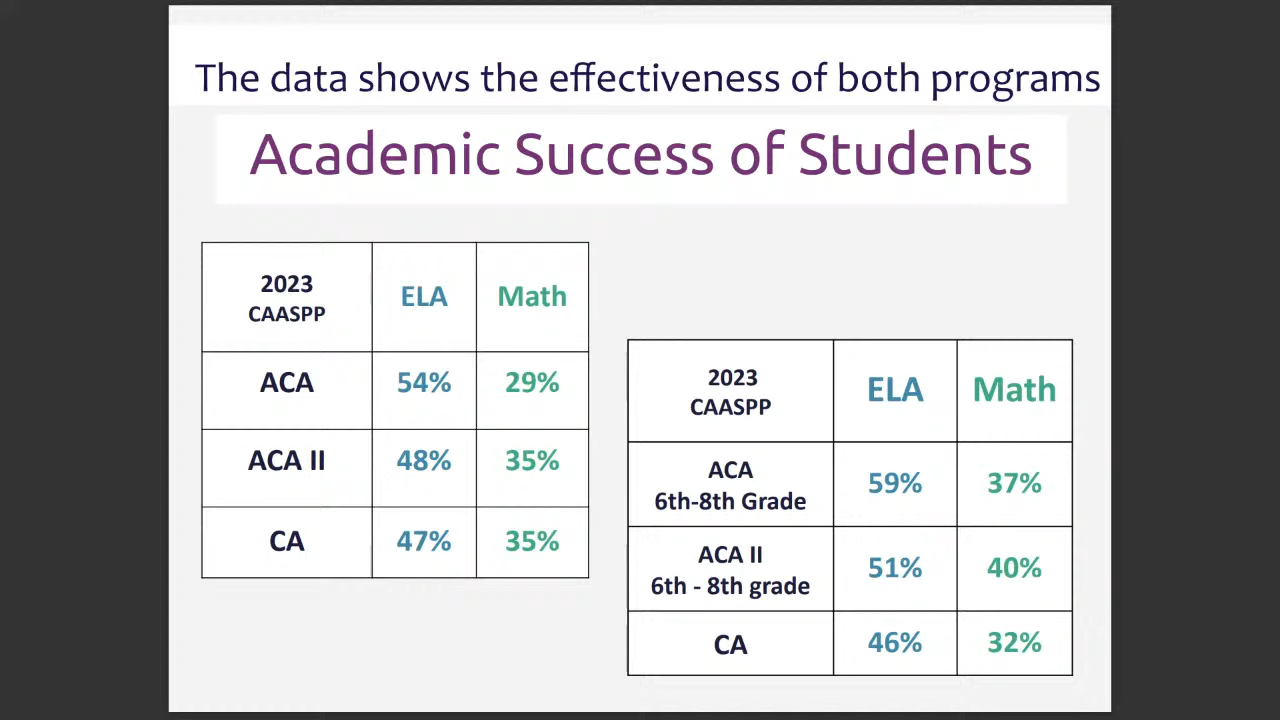 The data shows the effectiveness of both programs
Academic Success of Students
2023
CAASPP
ELA
Math
ACA
54%
29%
ACA II
48%
35%
CA
47%
35%
2023
CAASPP
ELA
Math
ACA
6th-8th Grade
59%
37%
ACA II
6th - 8th grade
51%
40%
CA
46%
32%